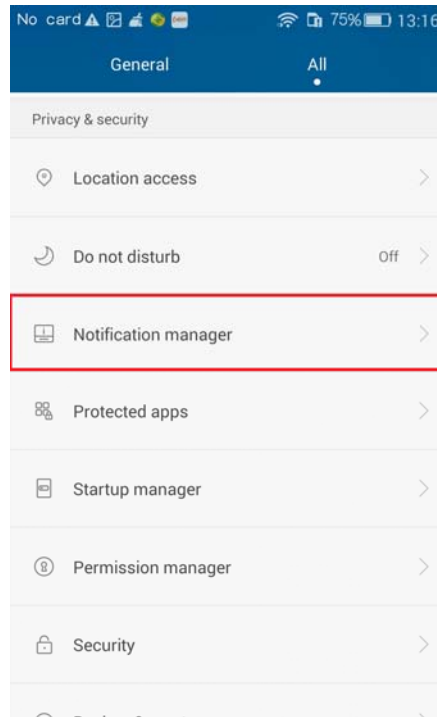 No card 75% 13:16
General All
Privacy & security
Location access
Do not disturb Off
Notification manager
Protected apps
Startup manager
Permission manager
Security